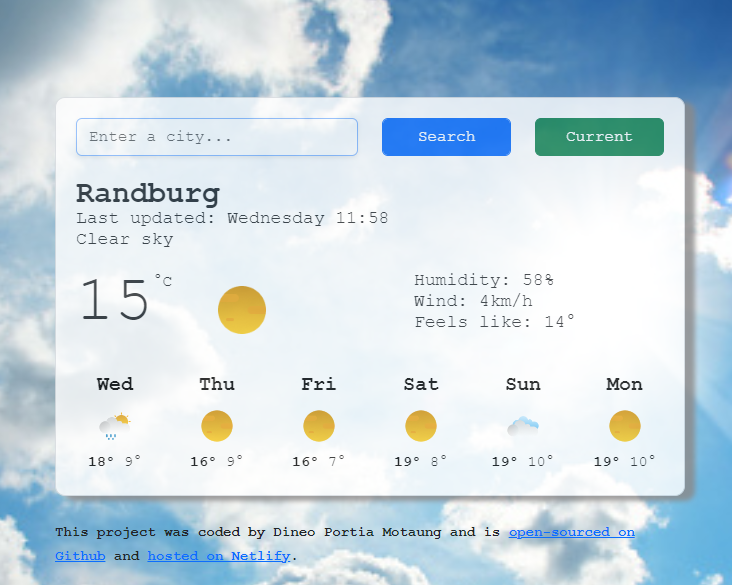 Enter a city... Search Current
Randburg
Last updated: Wednesday 11:58
Clear sky
15 °C
Humidity: 58%
Wind: 4km/h
Feels like: 14°
Wed Thu Fri Sat Sun Mon
18° 9° 16° 9° 16° 7° 19° 8° 19° 10° 19° 10°
This project was coded by Dineo Portia Motaung and is open-sourced on
Github and hosted on Netlify.